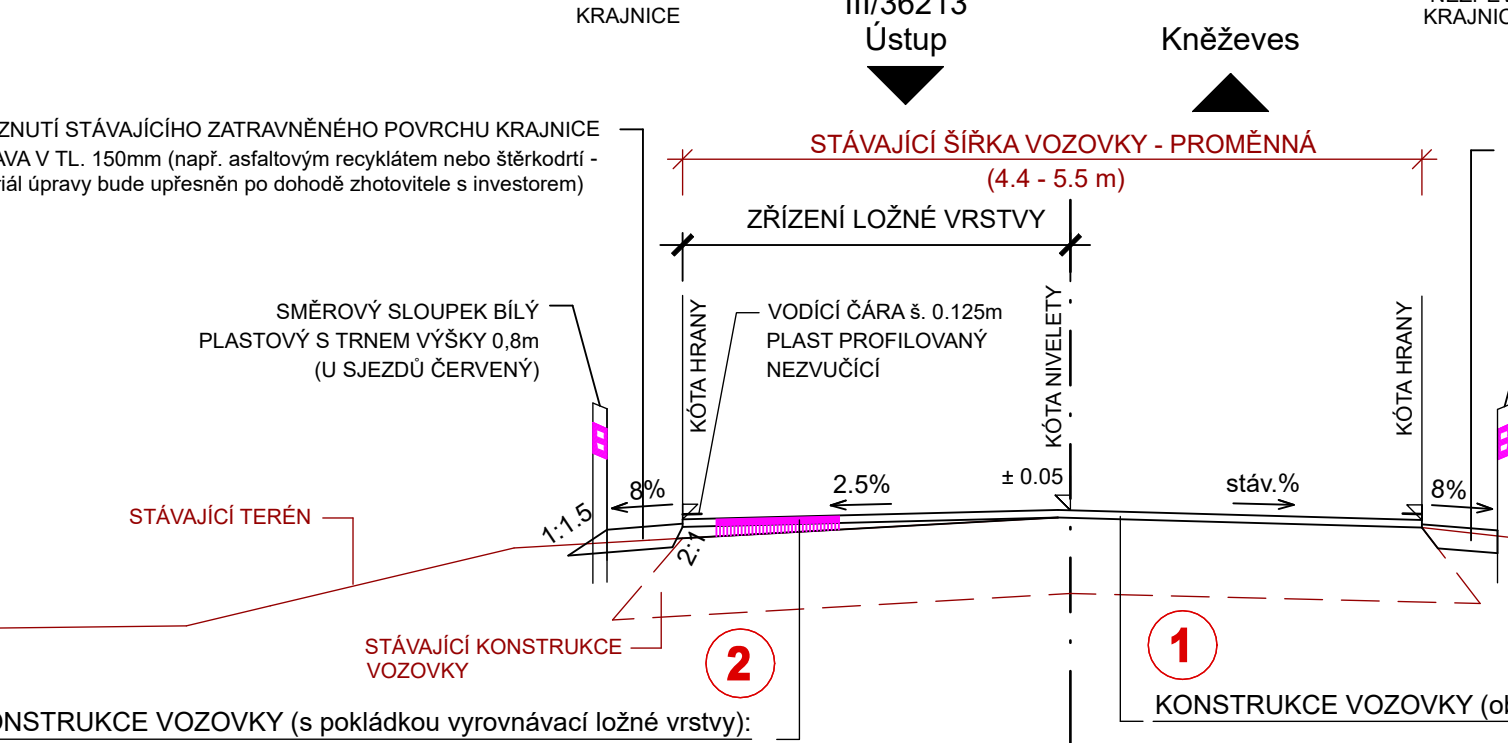 KRAJNICE
III/36213
Ústup
Kněževes
KRAJNIC
ZNUTÍ STÁVAJÍCÍHO ZATRAVNĚNÉHO POVRCHU KRAJNICE
AVA V TL. 150mm (např. asfaltovým recyklátem nebo štěrkodrtí -
riál úpravy bude upřesněn po dohodě zhotovitele s investorem)
STÁVAJÍCÍ ŠÍŘKA VOZOVKY - PROMĚNNÁ
(4.4 - 5.5 m)
ZŘÍZENÍ LOŽNÉ VRSTVY
SMĚROVÝ SLOUPEK BÍLÝ
PLASTOVÝ S TRNEM VÝŠKY 0,8m
(U SJEZDŮ ČERVENÝ)
KÓTA HRANY
VODÍCÍ ČÁRA š. 0.125m
PLAST PROFILOVANÝ
NEZVUČÍCÍ
KÓTA NIVELETY
KÓTA HRANY
1:1.5
8%
2:1
2.5%
± 0.05
stáv.%
8%
STÁVAJÍCÍ TERÉN
STÁVAJÍCÍ KONSTRUKCE
VOZOVKY
2
1
ONSTRUKCE VOZOVKY (s pokládkou vyrovnávací ložné vrstvy):
KONSTRUKCE VOZOVKY (ob